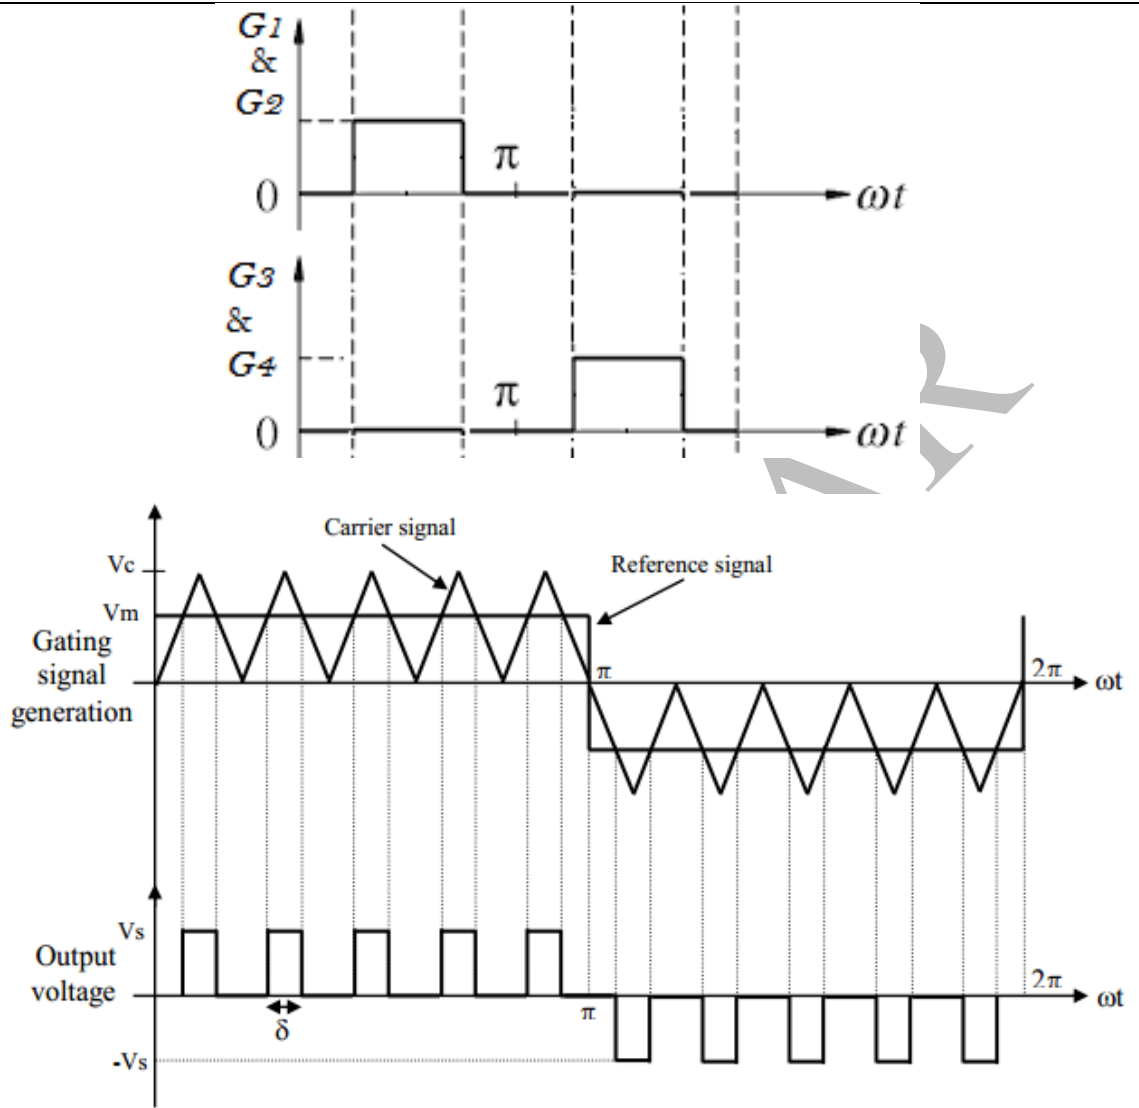 G1
&
G2
π
0
ωt
G3
&
G4
π
0
ωt
Carrier signal
Vc
Reference signal
Vm
Gating
signal
generation
π
2π
ωt
Vs
Output
voltage
2π
ωt
π
δ
-Vs